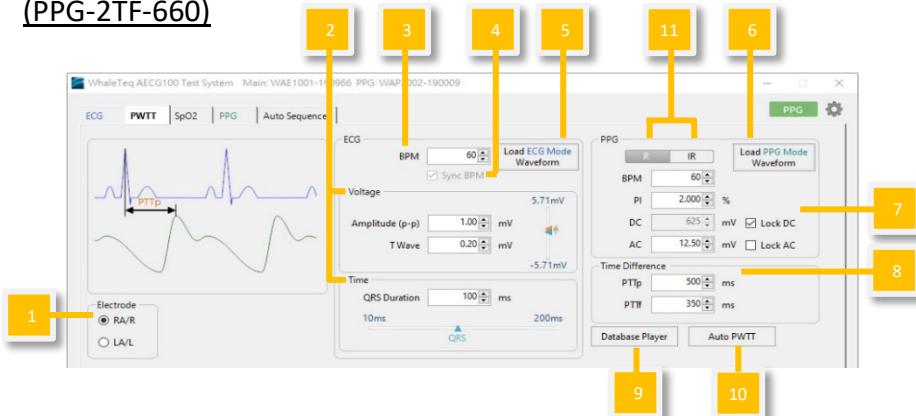 (PPG-2TF-660)
2 3 4 5 11 6
WhaleTeq AECG100 Test System Main: WAE1001-190966 PPG: WAP1002-190009
ECG PWTT SpO2 PPG Auto Sequence PPG
PTTp
Electrode
RA/R
LA/L
1
ECG
BPM 60
Sync BPM
Load ECG Mode
Waveform
Voltage
5.71mV
Amplitude (p-p) 1.00 mV
T Wave 0.20 mV
-5.71mV
Time
QRS Duration 100 ms
10ms 200ms
QRS
PPG
R IR
Load PPG Mode
Waveform
BPM 60
PI 2.000 %
DC 625 mV Lock DC
AC 12.50 mV Lock AC
7
Time Difference
PTTp 500 ms
PTTf 350 ms
8
Database Player Auto PWTT
9 10